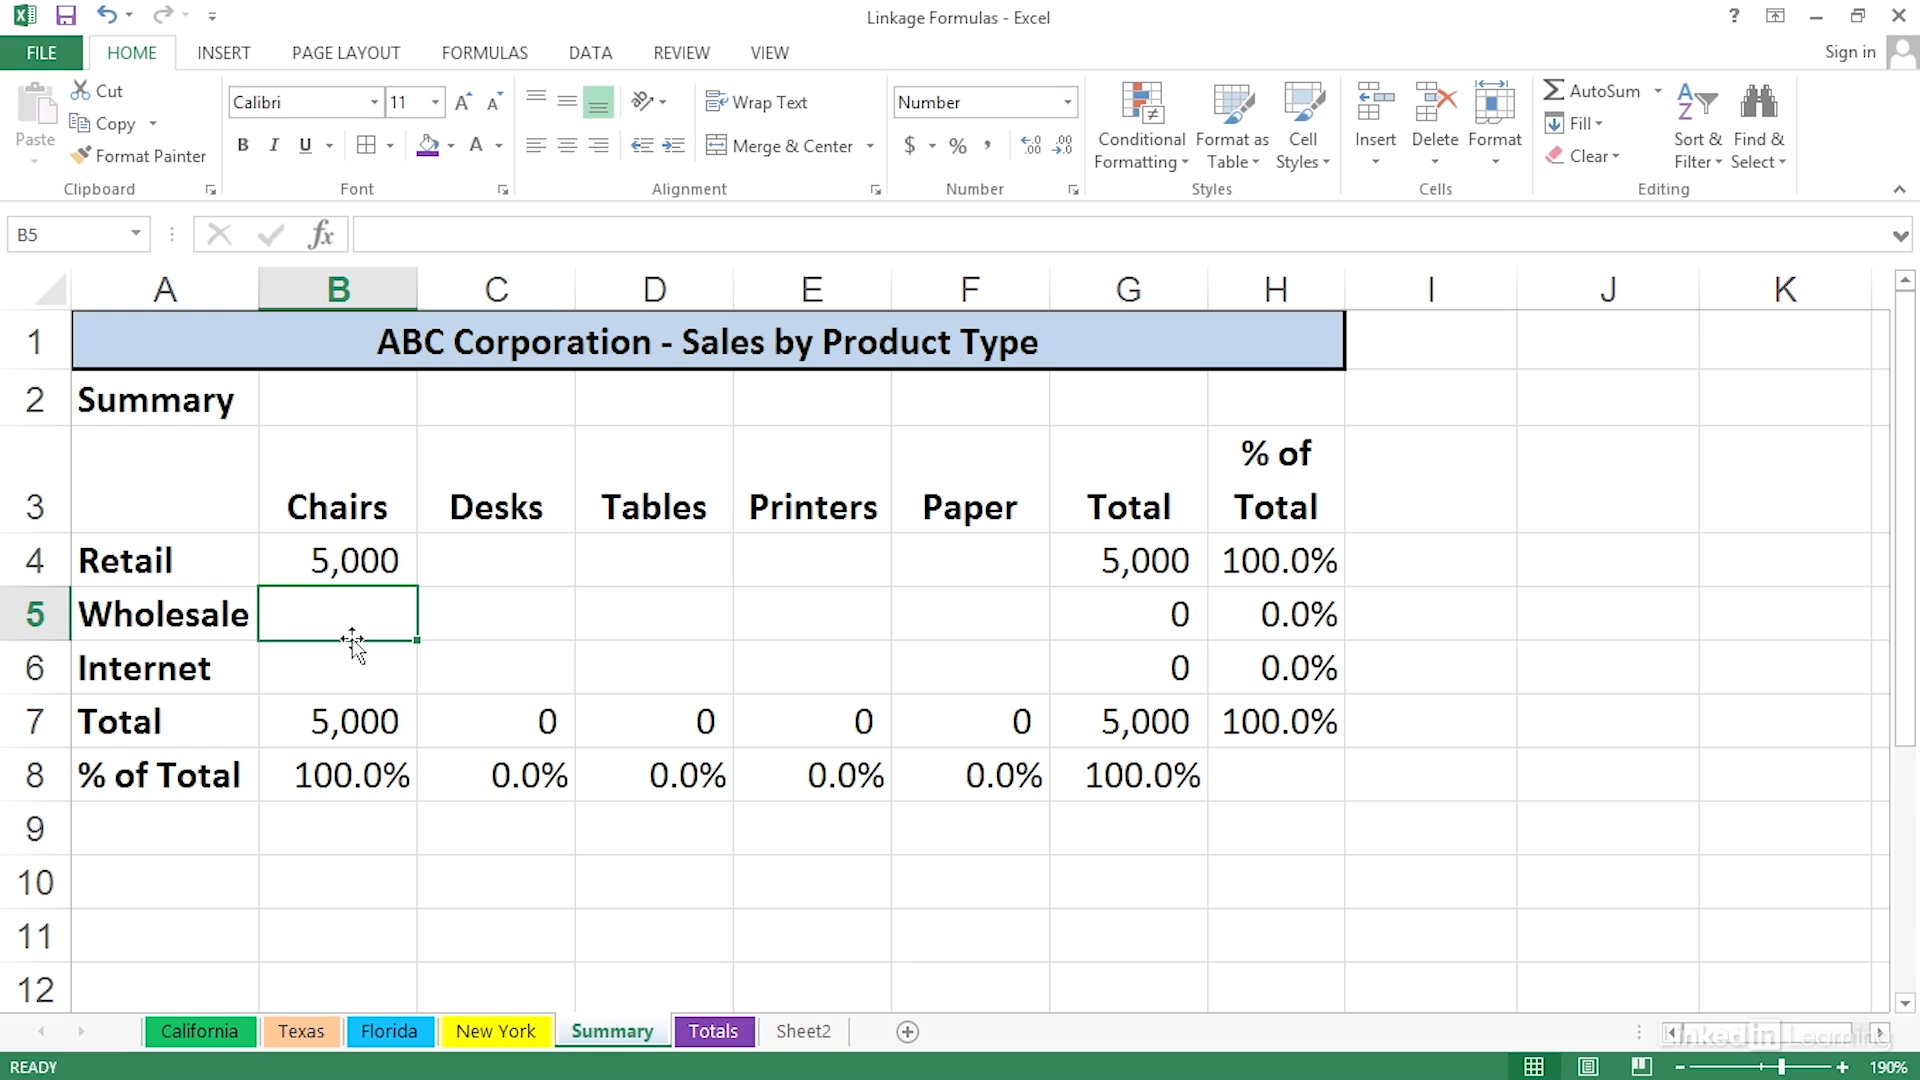 Linkage Formulas - Excel
?
FILE HOME INSERT PAGE LAYOUT FORMULAS DATA REVIEW VIEW Sign in
Paste
Cut
Copy
Format Painter
Clipboard
Calibri 11
B I U
Font
Wrap Text
Merge & Center
Alignment
Number
$ % ,
Number
Conditional Formatting
Format as Table
Cell Styles
Styles
Insert
Delete
Format
Cells
AutoSum
Fill
Clear
Sort & Filter
Find & Select
Editing
B5 fx
A B C D E F G H I J K
1 ABC Corporation - Sales by Product Type
2 Summary
3 Chairs Desks Tables Printers Paper Total % of Total
4 Retail 5,000 5,000 100.0%
5 Wholesale 0 0.0%
6 Internet 0 0.0%
7 Total 5,000 0 0 0 0 5,000 100.0%
8 % of Total 100.0% 0.0% 0.0% 0.0% 0.0% 100.0%
9
10
11
12
California Texas Florida New York Summary Totals Sheet2
Linked in Learning
READY 190%